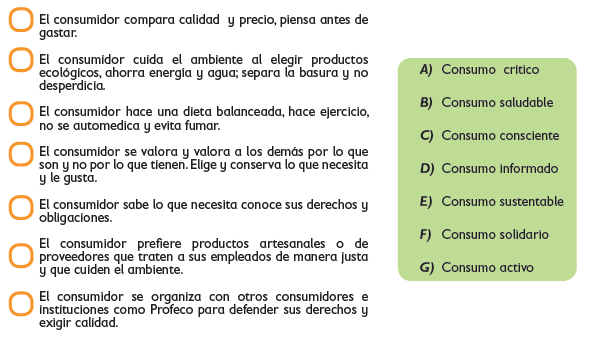 El consumidor compara calidad y precio, piensa antes de
gastar.
El consumidor cuida el ambiente al elegir productos
ecológicos, ahorra energía y agua; separa la basura y no
desperdicia.
El consumidor hace una dieta balanceada, hace ejercicio,
no se automedica y evita fumar.
El consumidor se valora y valora a los demás por lo que
son y no por lo que tienen. Elige y conserva lo que necesita
y le gusta.
El consumidor sabe lo que necesita conoce sus derechos y
obligaciones.
El consumidor prefiere productos artesanales o de
proveedores que traten a sus empleados de manera justa
y que cuiden el ambiente.
El consumidor se organiza con otros consumidores e
instituciones como Profeco para defender sus derechos y
exigir calidad.
A) Consumo crítico
B) Consumo saludable
C) Consumo consciente
D) Consumo informado
E) Consumo sustentable
F) Consumo solidario
G) Consumo activo